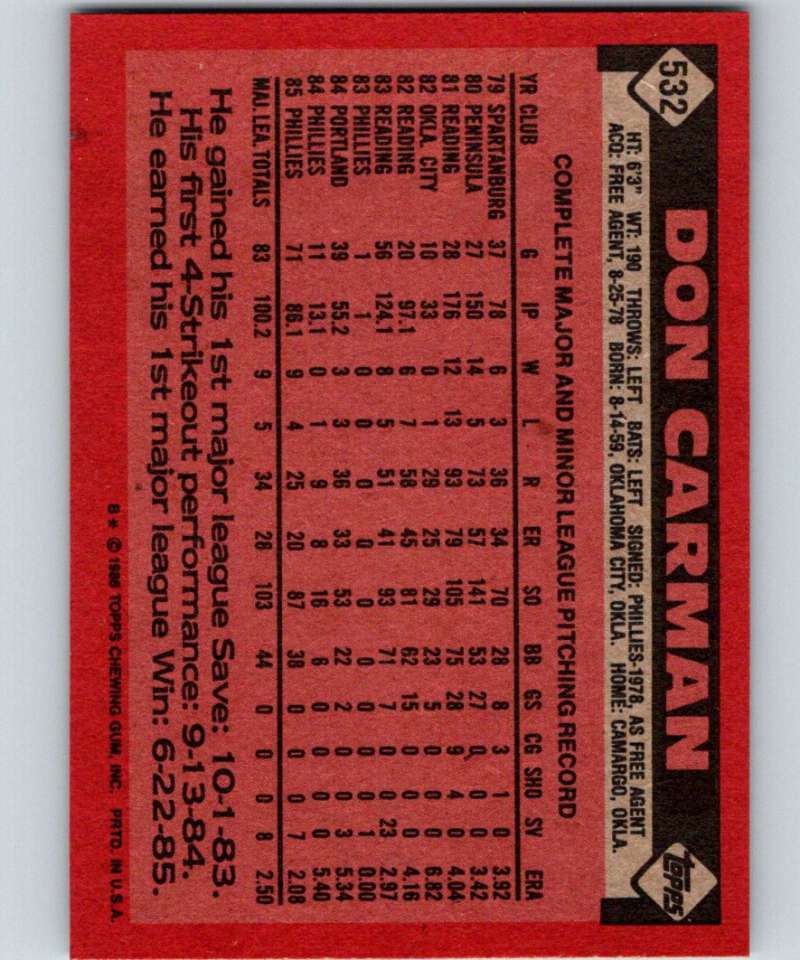 532
DON CARMAN
Topps
HT: 6'3" WT: 190 THROWS: LEFT BATS: LEFT SIGNED: PHILLIES-1978, AS FREE AGENT
ACQ: FREE AGENT, 8-25-78 BORN: 8-14-59, OKLAHOMA CITY, OKLA. HOME: CAMARGO, OKLA.
COMPLETE MAJOR AND MINOR LEAGUE PITCHING RECORD
YR CLUB G IP W L R ER SO BB GS CG SHO SV ERA
79 SPARTANBURG 37 78 6 3 36 34 70 28 8 3 1 0 3.92
80 PENINSULA 27 150 14 5 73 57 141 53 27 0 0 0 3.42
81 READING 28 176 12 13 93 79 105 75 28 9 4 0 4.04
82 OKLA. CITY 10 33 0 1 29 25 29 23 5 0 0 0 6.82
82 READING 20 97.1 6 7 58 45 81 62 15 0 0 0 4.16
83 READING 56 124.1 8 5 51 41 93 71 7 0 0 23 2.97
83 PHILLIES 1 1 0 0 0 0 0 0 0 0 0 1 0.00
84 PORTLAND 39 55.2 3 3 36 33 53 22 2 0 0 3 5.34
84 PHILLIES 11 13.1 0 1 9 8 16 6 0 0 0 0 5.40
85 PHILLIES 71 86.1 9 4 25 20 87 38 0 0 0 7 2.08
MAJ. LEA. TOTALS 83 100.2 9 5 34 28 103 44 0 0 0 8 2.50
He gained his 1st major league Save: 10-1-83.
His first 4-Strikeout performance: 9-13-84.
He earned his 1st major league Win: 6-22-85.
B* © 1986 TOPPS CHEWING GUM, INC. PRTD. IN U.S.A.